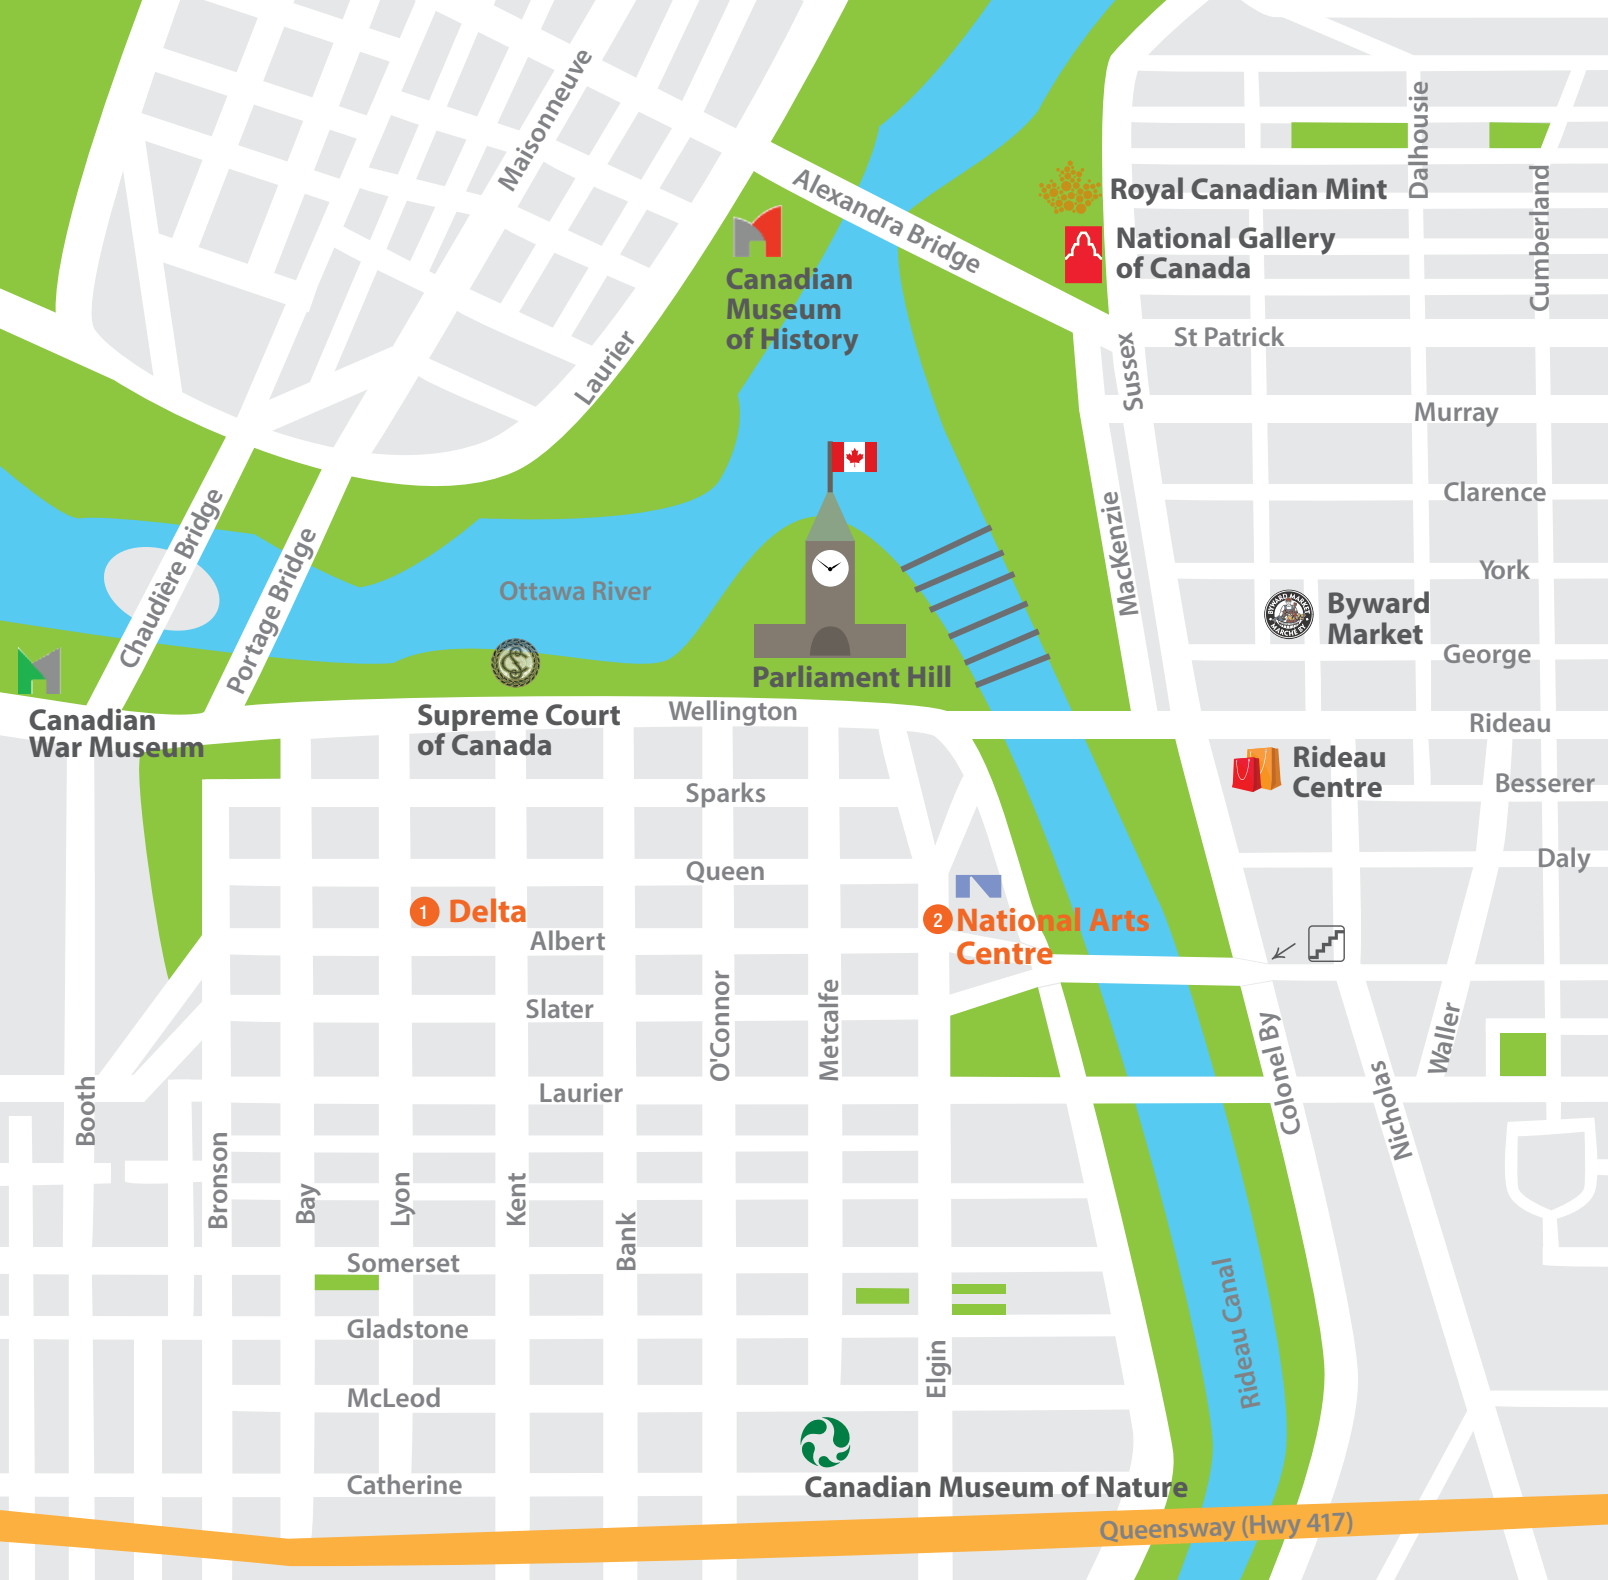 Maisonneuve
Dalhousie
Cumberland
Alexandra Bridge
Royal Canadian Mint
National Gallery
of Canada
Canadian
Museum
of History
Laurier
St Patrick
Sussex
Murray
Clarence
MacKenzie
York
Chaudière Bridge
Portage Bridge
Ottawa River
BYWARD MARKET
MARCHÉ BY
Byward
Market
George
Parliament Hill
Canadian
War Museum
Supreme Court
of Canada
Wellington
Rideau
Rideau
Centre
Besserer
Sparks
Queen
Daly
1 Delta
2 National Arts
Centre
Albert
Slater
O'Connor
Metcalfe
Colonel By
Nicholas
Waller
Laurier
Booth
Bronson
Bay
Lyon
Kent
Bank
Somerset
Gladstone
Elgin
Rideau Canal
McLeod
Catherine
Canadian Museum of Nature
Queensway (Hwy 417)